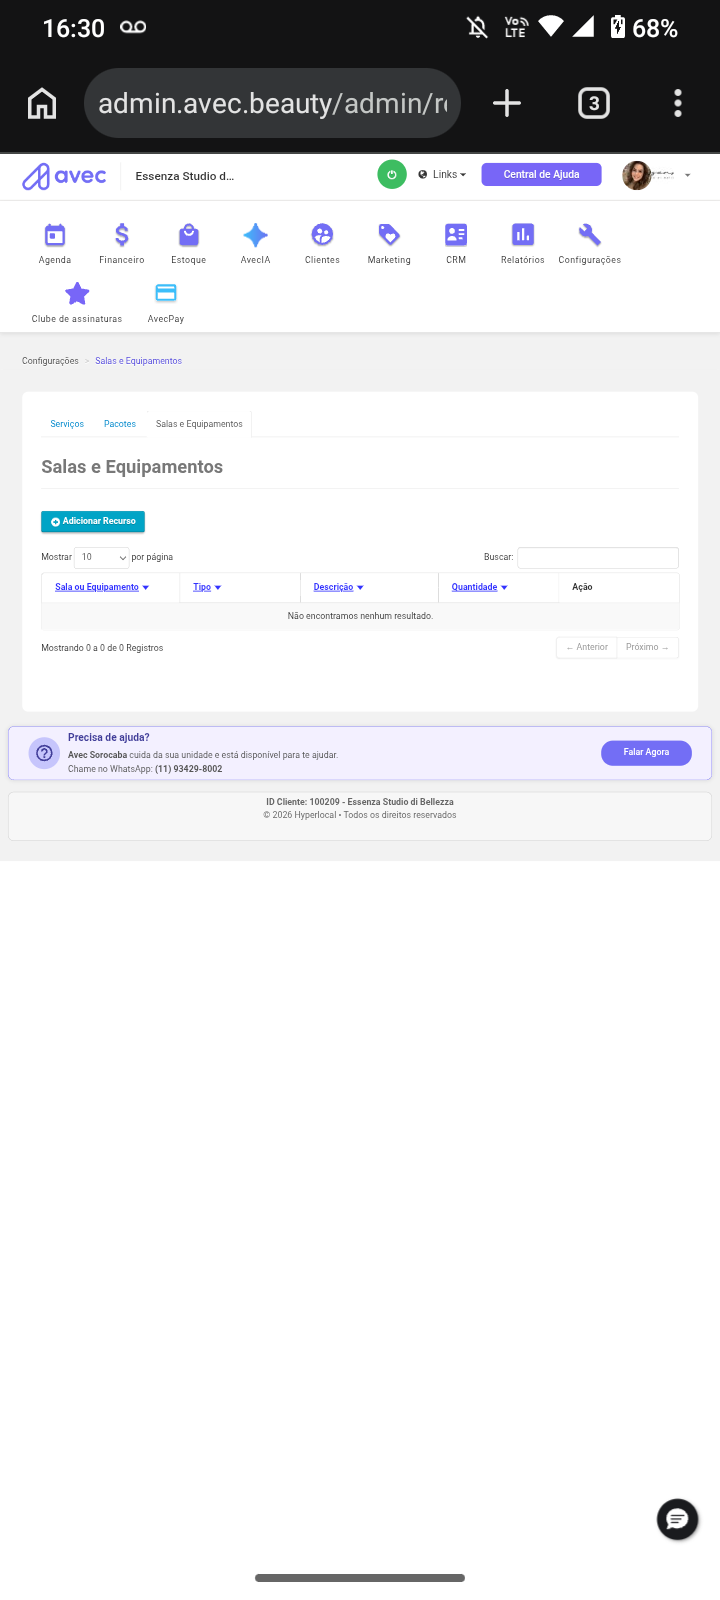 16:30
Vo
LTE
68%
admin.avec.beauty/admin/r
3
avec
Essenza Studio d...
Links
Central de Ajuda
Agenda
Financeiro
Estoque
AvecIA
Clientes
Marketing
CRM
Relatórios
Configurações
Clube de assinaturas
AvecPay
Configurações > Salas e Equipamentos
Serviços
Pacotes
Salas e Equipamentos
Salas e Equipamentos
Adicionar Recurso
Mostrar 10 por página
Buscar:
Sala ou Equipamento
Tipo
Descrição
Quantidade
Ação
Não encontramos nenhum resultado.
Mostrando 0 a 0 de 0 Registros
← Anterior
Próximo →
Precisa de ajuda?
Avec Sorocaba cuida da sua unidade e está disponível para te ajudar.
Chame no WhatsApp: (11) 93429-8002
Falar Agora
ID Cliente: 100209 - Essenza Studio di Bellezza
© 2026 Hyperlocal • Todos os direitos reservados